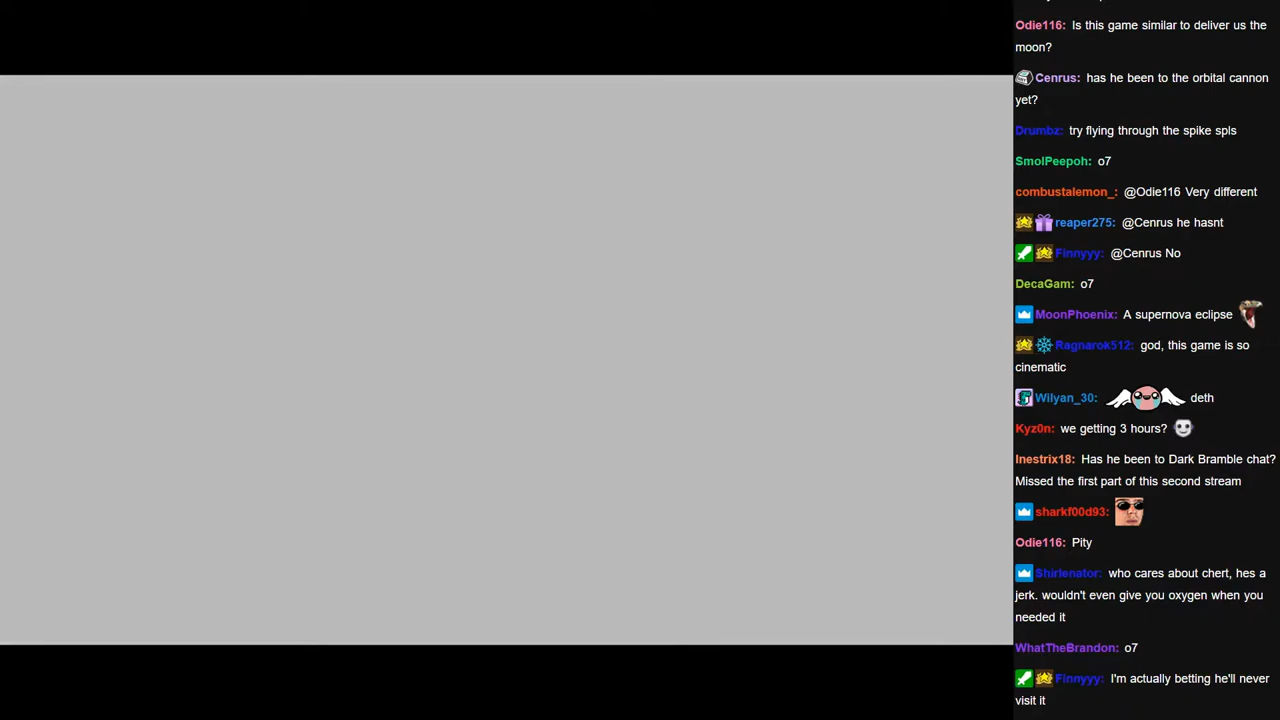 Odie116: Is this game similar to deliver us the
moon?
Cenrus: has he been to the orbital cannon
yet?
Drumbz: try flying through the spike spls
SmolPeepoh: o7
combustalemon_: @Odie116 Very different
reaper275: @Cenrus he hasnt
Finnyyy: @Cenrus No
DecaGam: o7
MoonPhoenix: A supernova eclipse
Ragnarok512: god, this game is so
cinematic
Wilyan_30: deth
Kyz0n: we getting 3 hours?
Inestrix18: Has he been to Dark Bramble chat?
Missed the first part of this second stream
sharkf00d93:
Odie116: Pity
Shirlenator: who cares about chert, hes a
jerk. wouldn't even give you oxygen when you
needed it
WhatTheBrandon: o7
Finnyyy: I'm actually betting he'll never
visit it